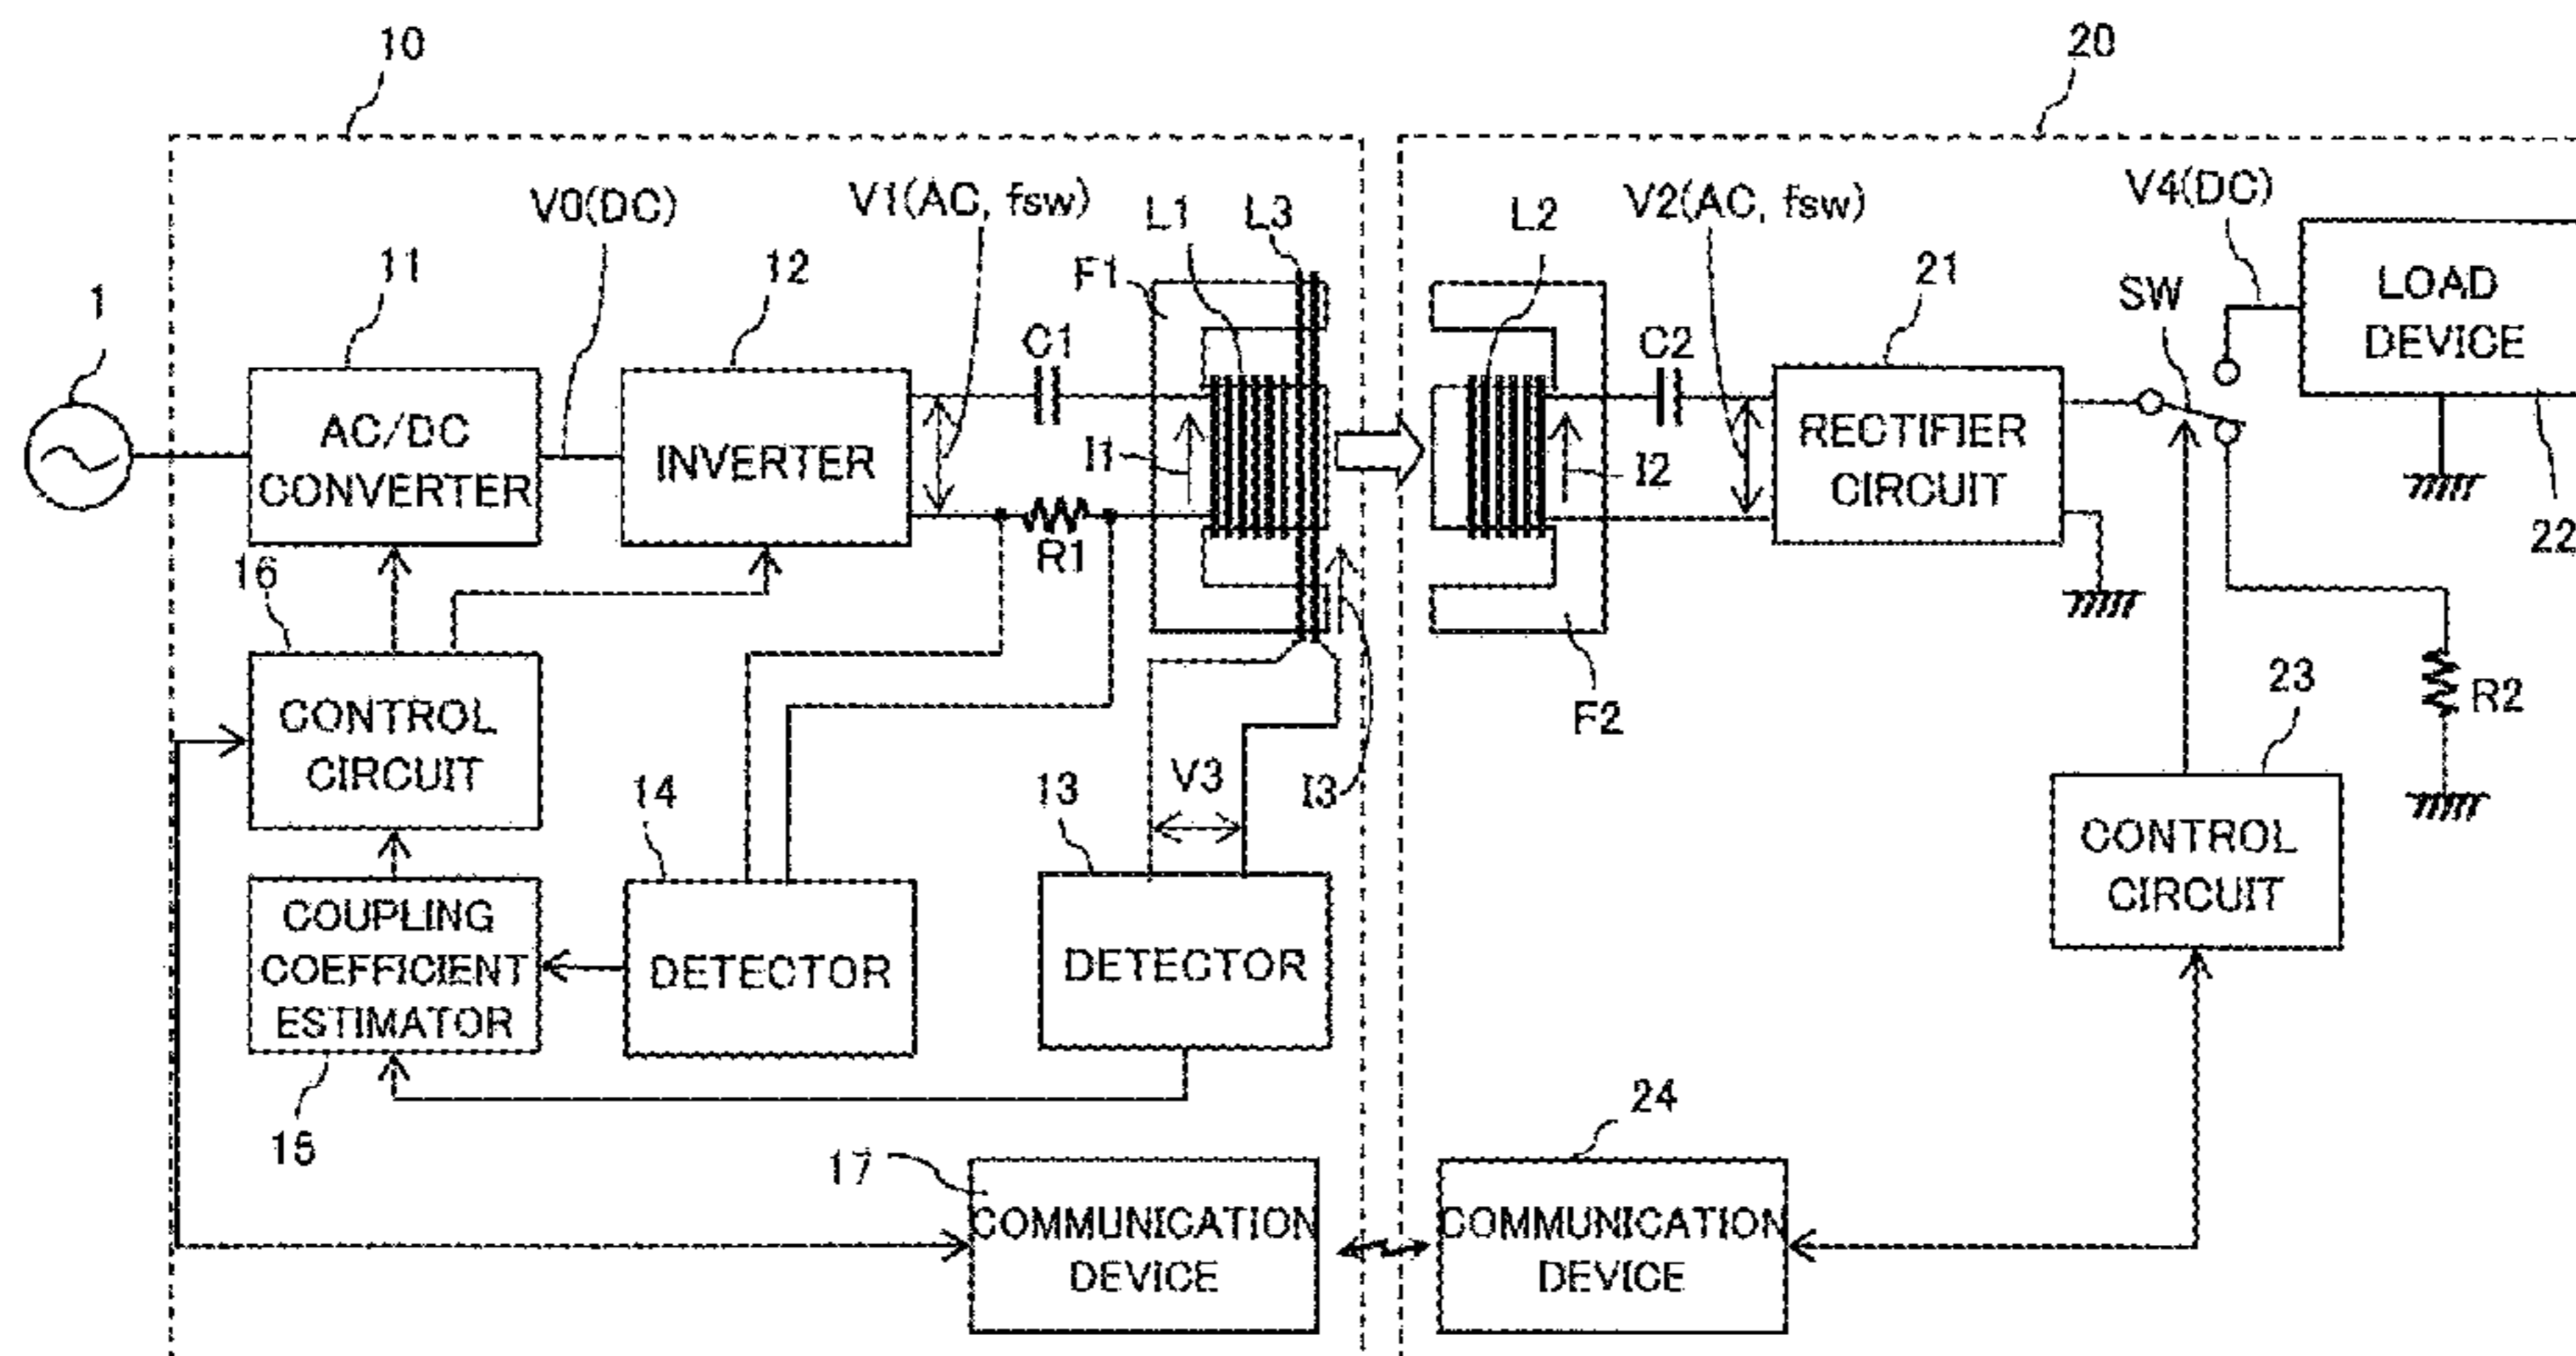 10
20
V0(DC)
V1(AC, fsw)
L1
L3
L2
V2(AC, fsw)
V4(DC)
1
11
12
F1
21
SW
LOAD
DEVICE
C1
C2
AC/DC
CONVERTER
INVERTER
I1
I2
RECTIFIER
CIRCUIT
22
R1
16
CONTROL
CIRCUIT
F2
23
R2
14
13
V3
I3
CONTROL
CIRCUIT
COUPLING
COEFFICIENT
ESTIMATOR
DETECTOR
DETECTOR
15
17
24
COMMUNICATION
DEVICE
COMMUNICATION
DEVICE